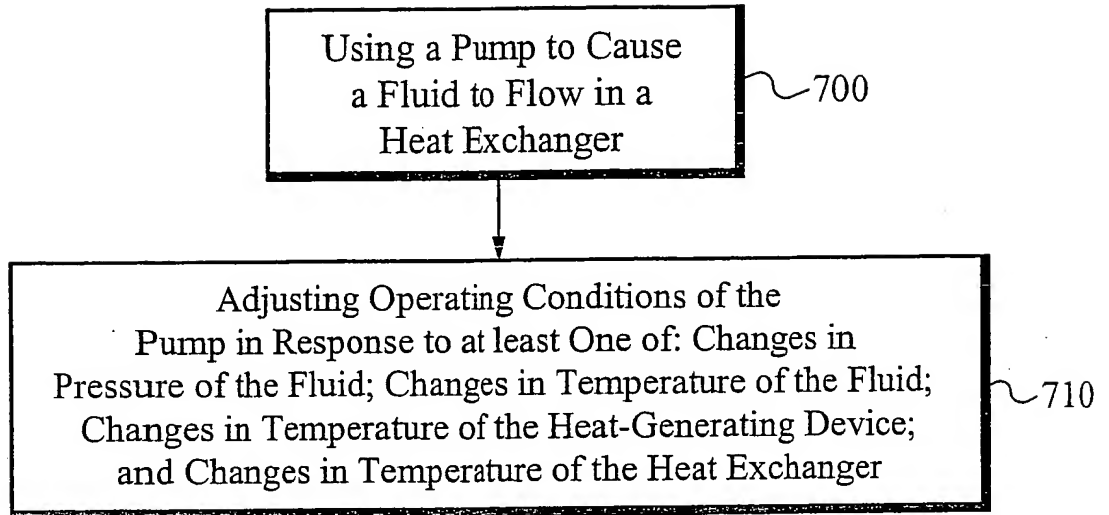 Using a Pump to Cause
a Fluid to Flow in a
Heat Exchanger
700
Adjusting Operating Conditions of the
Pump in Response to at least One of: Changes in
Pressure of the Fluid; Changes in Temperature of the Fluid;
Changes in Temperature of the Heat-Generating Device;
and Changes in Temperature of the Heat Exchanger
710